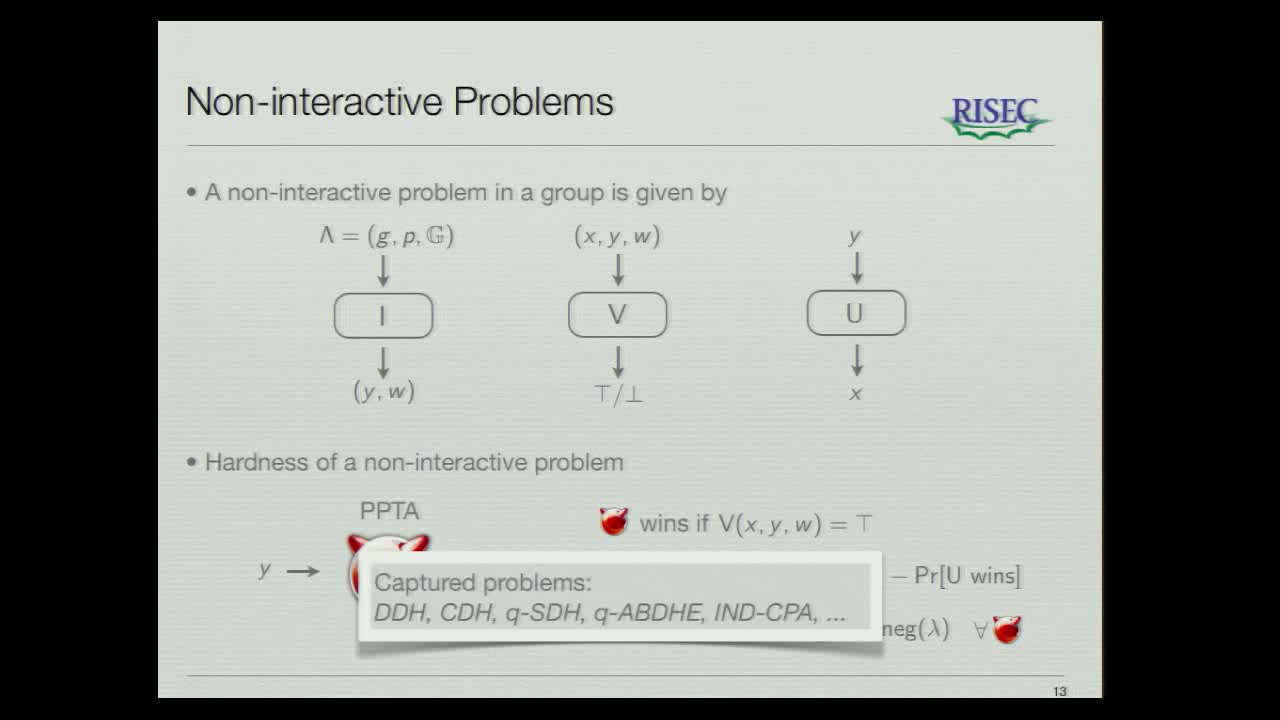 Non-interactive Problems
RISEC
• A non-interactive problem in a group is given by
Λ = (g, p, 𝔾) (x, y, w) y
I V U
(y, w) ⊤/⊥ x
• Hardness of a non-interactive problem
PPTA
wins if V(x, y, w) = ⊤
y →
− Pr[U wins]
Captured problems:
DDH, CDH, q-SDH, q-ABDHE, IND-CPA, ...
neg(λ) ∀
13